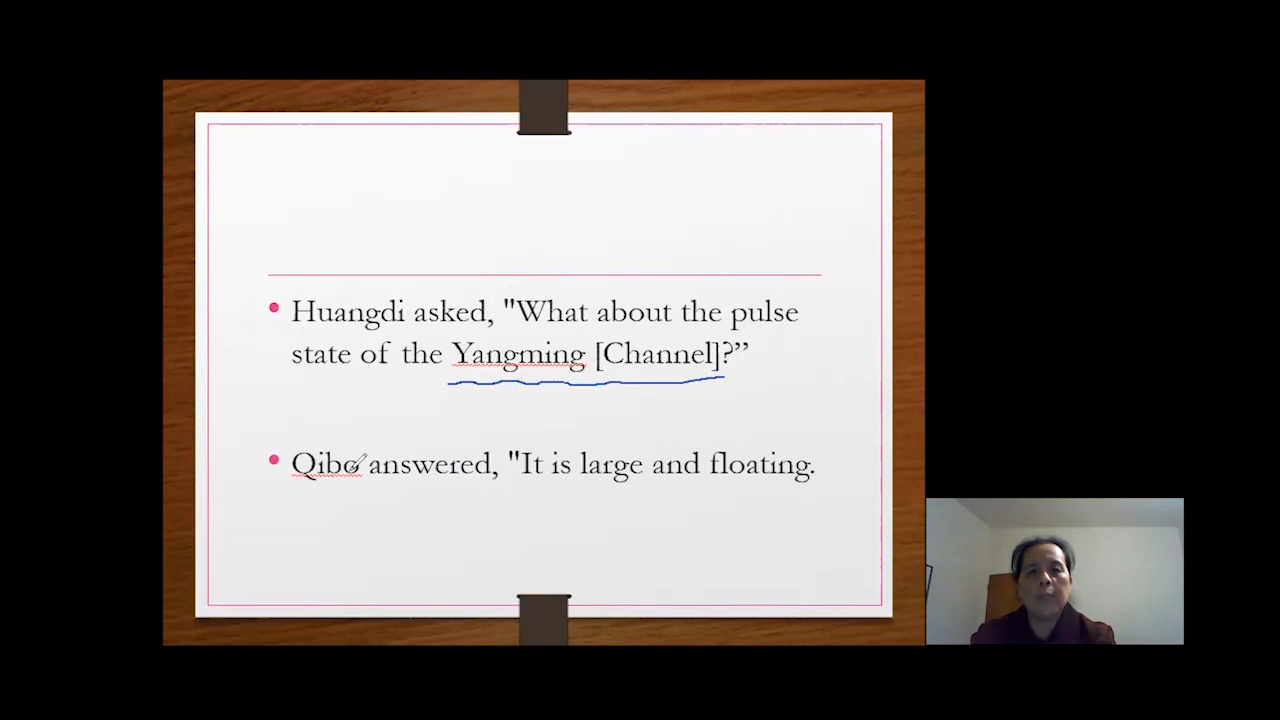 Huangdi asked, "What about the pulse
state of the Yangming [Channel]?”
Qibo answered, "It is large and floating.